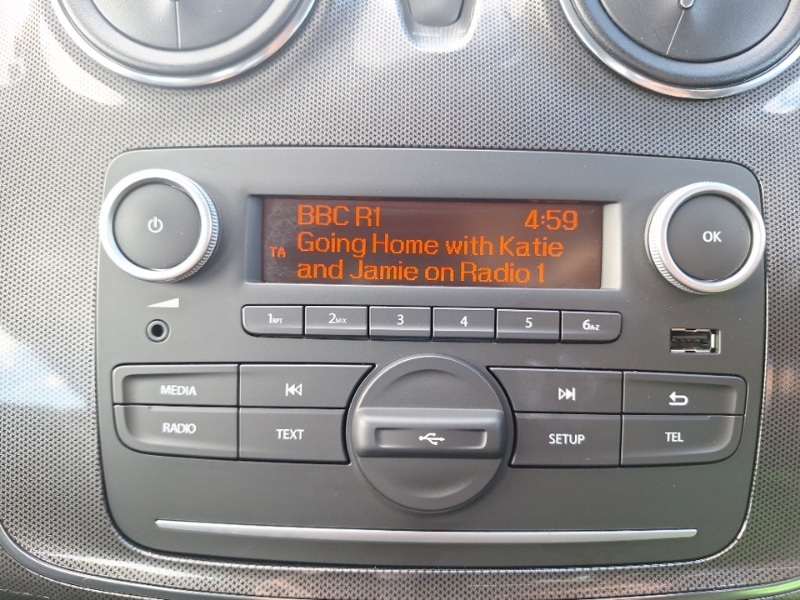 BBC R1 4:59
TA Going Home with Katie
and Jamie on Radio 1
OK
1RPT 2MIX 3 4 5 6A-Z
MEDIA
RADIO TEXT SETUP TEL